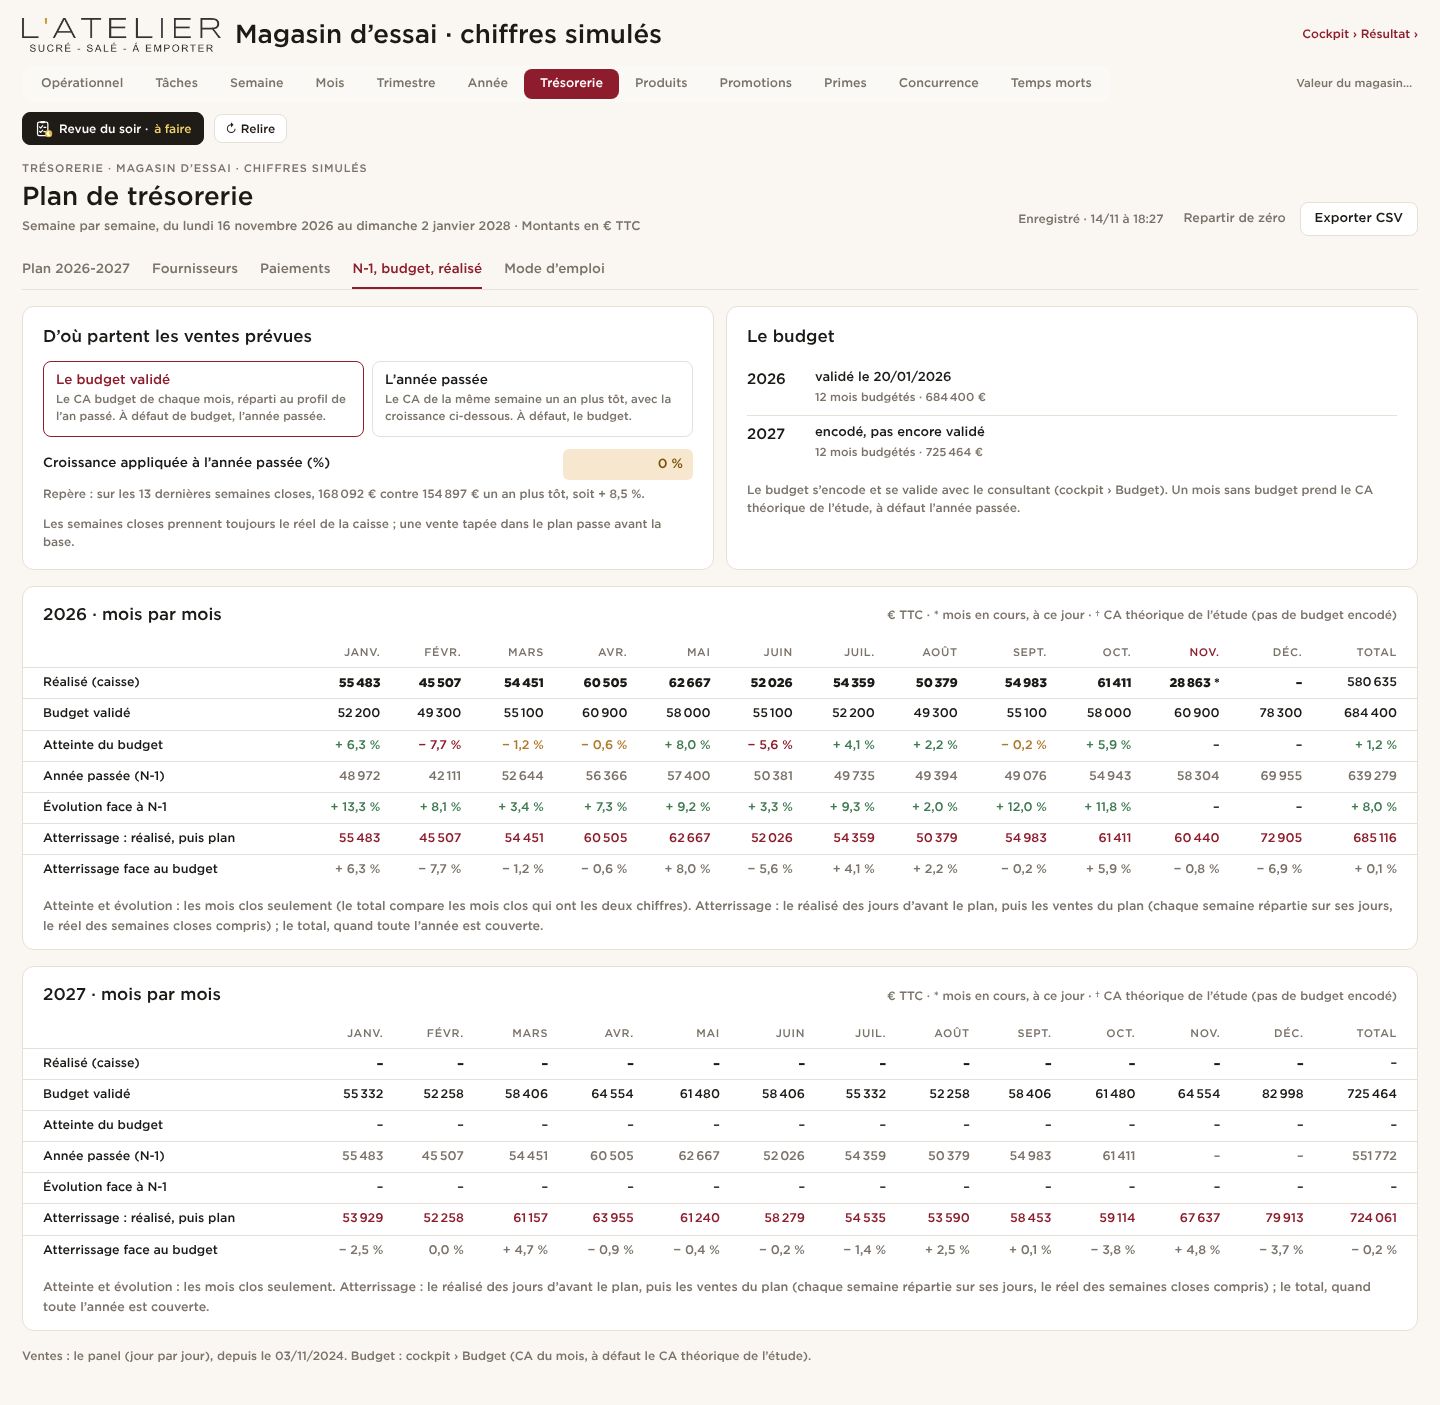 L'ATELIER
SUCRÉ - SALÉ - À EMPORTER
Magasin d’essai · chiffres simulés
Cockpit › Résultat ›
Opérationnel Tâches Semaine Mois Trimestre Année Trésorerie Produits Promotions Primes Concurrence Temps morts Valeur du magasin...
Revue du soir · à faire ↻ Relire
TRÉSORERIE · MAGASIN D’ESSAI · CHIFFRES SIMULÉS
Plan de trésorerie
Semaine par semaine, du lundi 16 novembre 2026 au dimanche 2 janvier 2028 · Montants en € TTC
Enregistré · 14/11 à 18:27 Repartir de zéro Exporter CSV
Plan 2026-2027 Fournisseurs Paiements N-1, budget, réalisé Mode d’emploi
D’où partent les ventes prévues
Le budget validé
Le CA budget de chaque mois, réparti au profil de
l’an passé. À défaut de budget, l’année passée.
L’année passée
Le CA de la même semaine un an plus tôt, avec la
croissance ci-dessous. À défaut, le budget.
Croissance appliquée à l’année passée (%) 0 %
Repère : sur les 13 dernières semaines closes, 168 092 € contre 154 897 € un an plus tôt, soit + 8,5 %.
Les semaines closes prennent toujours le réel de la caisse ; une vente tapée dans le plan passe avant la
base.
Le budget
2026 validé le 20/01/2026
12 mois budgétés · 684 400 €
2027 encodé, pas encore validé
12 mois budgétés · 725 464 €
Le budget s’encode et se valide avec le consultant (cockpit › Budget). Un mois sans budget prend le CA
théorique de l’étude, à défaut l’année passée.
2026 · mois par mois € TTC · * mois en cours, à ce jour · † CA théorique de l’étude (pas de budget encodé)
JANV. FÉVR. MARS AVR. MAI JUIN JUIL. AOÛT SEPT. OCT. NOV. DÉC. TOTAL
Réalisé (caisse) 55 483 45 507 54 451 60 505 62 667 52 026 54 359 50 379 54 983 61 411 28 863 * – 580 635
Budget validé 52 200 49 300 55 100 60 900 58 000 55 100 52 200 49 300 55 100 58 000 60 900 78 300 684 400
Atteinte du budget + 6,3 % − 7,7 % − 1,2 % − 0,6 % + 8,0 % − 5,6 % + 4,1 % + 2,2 % − 0,2 % + 5,9 % – – + 1,2 %
Année passée (N-1) 48 972 42 111 52 644 56 366 57 400 50 381 49 735 49 394 49 076 54 943 58 304 69 955 639 279
Évolution face à N-1 + 13,3 % + 8,1 % + 3,4 % + 7,3 % + 9,2 % + 3,3 % + 9,3 % + 2,0 % + 12,0 % + 11,8 % – – + 8,0 %
Atterrissage : réalisé, puis plan 55 483 45 507 54 451 60 505 62 667 52 026 54 359 50 379 54 983 61 411 60 440 72 905 685 116
Atterrissage face au budget + 6,3 % − 7,7 % − 1,2 % − 0,6 % + 8,0 % − 5,6 % + 4,1 % + 2,2 % − 0,2 % + 5,9 % − 0,8 % − 6,9 % + 0,1 %
Atteinte et évolution : les mois clos seulement (le total compare les mois clos qui ont les deux chiffres). Atterrissage : le réalisé des jours d’avant le plan, puis les ventes du plan (chaque semaine répartie sur ses jours,
le réel des semaines closes compris) ; le total, quand toute l’année est couverte.
2027 · mois par mois € TTC · * mois en cours, à ce jour · † CA théorique de l’étude (pas de budget encodé)
JANV. FÉVR. MARS AVR. MAI JUIN JUIL. AOÛT SEPT. OCT. NOV. DÉC. TOTAL
Réalisé (caisse) – – – – – – – – – – – – –
Budget validé 55 332 52 258 58 406 64 554 61 480 58 406 55 332 52 258 58 406 61 480 64 554 82 998 725 464
Atteinte du budget – – – – – – – – – – – – –
Année passée (N-1) 55 483 45 507 54 451 60 505 62 667 52 026 54 359 50 379 54 983 61 411 – – 551 772
Évolution face à N-1 – – – – – – – – – – – – –
Atterrissage : réalisé, puis plan 53 929 52 258 61 157 63 955 61 240 58 279 54 535 53 590 58 453 59 114 67 637 79 913 724 061
Atterrissage face au budget − 2,5 % 0,0 % + 4,7 % − 0,9 % − 0,4 % − 0,2 % − 1,4 % + 2,5 % + 0,1 % − 3,8 % + 4,8 % − 3,7 % − 0,2 %
Atteinte et évolution : les mois clos seulement. Atterrissage : le réalisé des jours d’avant le plan, puis les ventes du plan (chaque semaine répartie sur ses jours, le réel des semaines closes compris) ; le total, quand
toute l’année est couverte.
Ventes : le panel (jour par jour), depuis le 03/11/2024. Budget : cockpit › Budget (CA du mois, à défaut le CA théorique de l’étude).